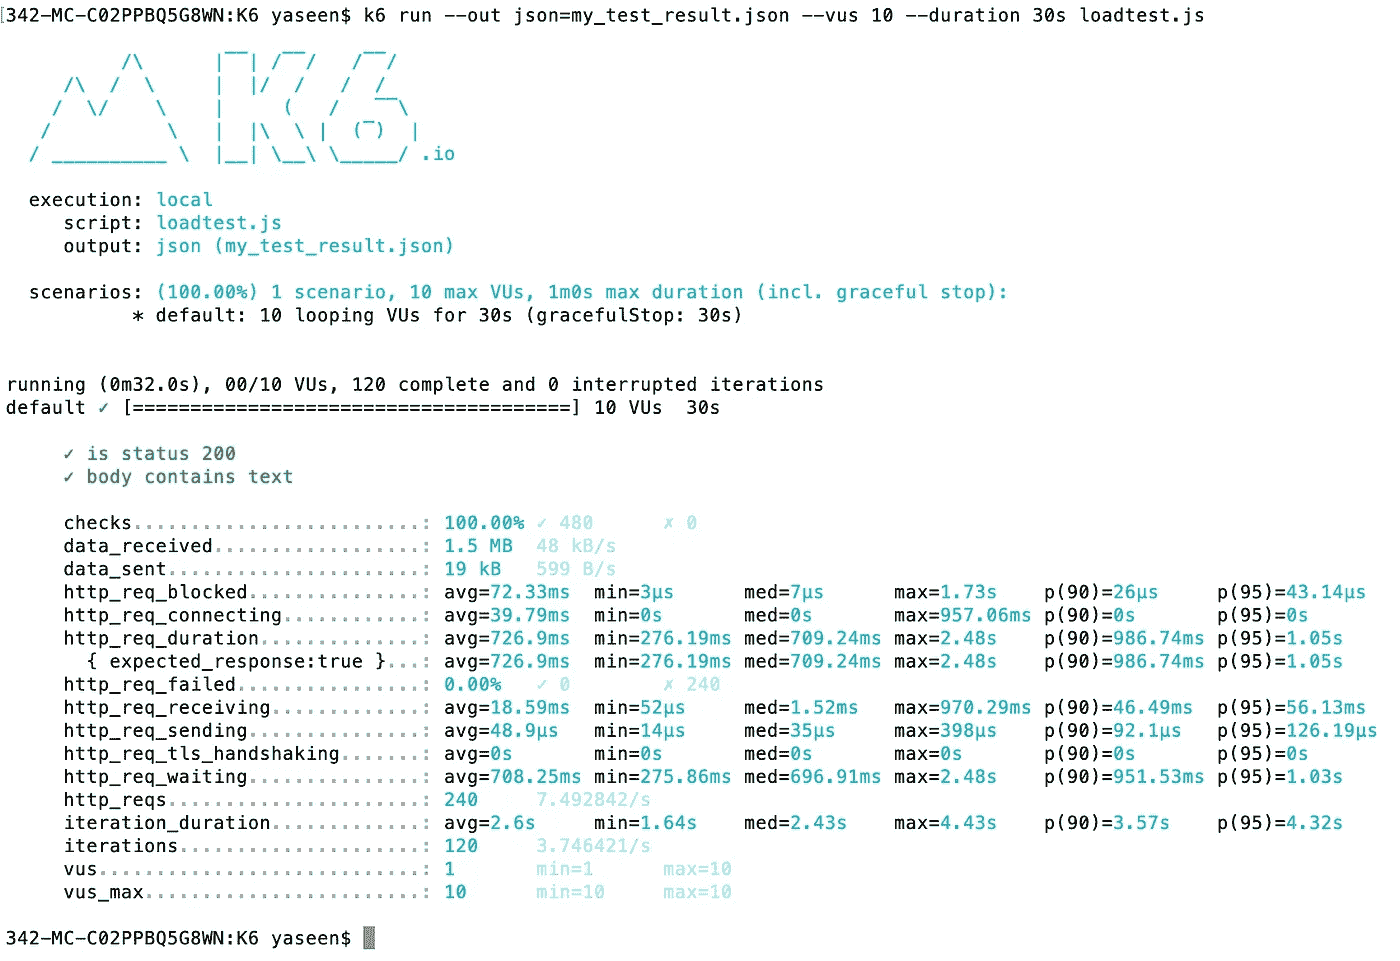 342-MC-C02PPBQ5G8WN:K6 yaseen$ k6 run --out json=my_test_result.json --vus 10 --duration 30s loadtest.js
K6 .io
execution: local
script: loadtest.js
output: json (my_test_result.json)
scenarios: (100.00%) 1 scenario, 10 max VUs, 1m0s max duration (incl. graceful stop):
* default: 10 looping VUs for 30s (gracefulStop: 30s)
running (0m32.0s), 00/10 VUs, 120 complete and 0 interrupted iterations
default ✓ [======================================] 10 VUs  30s
✓ is status 200
✓ body contains text
checks.........................: 100.00% ✓ 480      ✗ 0
data_received..................: 1.5 MB  48 kB/s
data_sent......................: 19 kB   599 B/s
http_req_blocked...............: avg=72.33ms  min=3µs      med=7µs      max=1.73s    p(90)=26µs     p(95)=43.14µs
http_req_connecting............: avg=39.79ms  min=0s       med=0s       max=957.06ms p(90)=0s       p(95)=0s
http_req_duration..............: avg=726.9ms  min=276.19ms med=709.24ms max=2.48s    p(90)=986.74ms p(95)=1.05s
{ expected_response:true }...: avg=726.9ms  min=276.19ms med=709.24ms max=2.48s    p(90)=986.74ms p(95)=1.05s
http_req_failed................: 0.00%   ✓ 0        ✗ 240
http_req_receiving.............: avg=18.59ms  min=52µs     med=1.52ms   max=970.29ms p(90)=46.49ms  p(95)=56.13ms
http_req_sending...............: avg=48.9µs   min=14µs     med=35µs     max=398µs    p(90)=92.1µs   p(95)=126.19µs
http_req_tls_handshaking.......: avg=0s       min=0s       med=0s       max=0s       p(90)=0s       p(95)=0s
http_req_waiting...............: avg=708.25ms min=275.86ms med=696.91ms max=2.48s    p(90)=951.53ms p(95)=1.03s
http_reqs......................: 240     7.492842/s
iteration_duration.............: avg=2.6s     min=1.64s    med=2.43s    max=4.43s    p(90)=3.57s    p(95)=4.32s
iterations.....................: 120     3.746421/s
vus............................: 1       min=1      max=10
vus_max........................: 10      min=10     max=10
342-MC-C02PPBQ5G8WN:K6 yaseen$